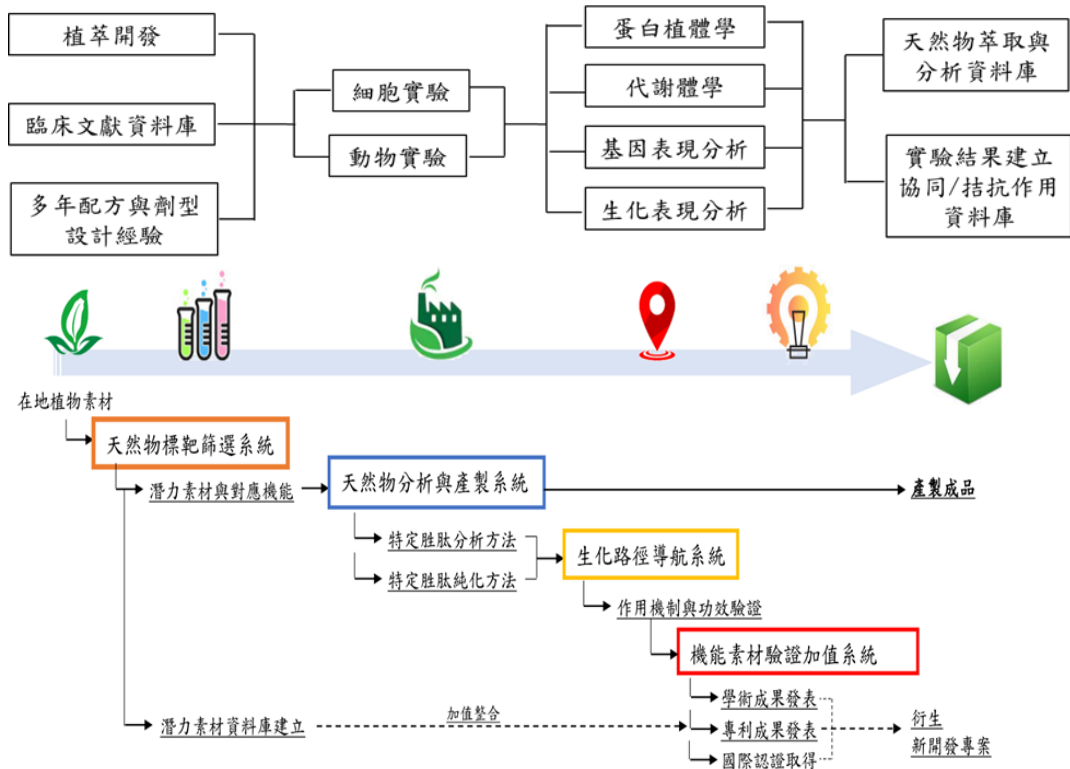 植萃開發
臨床文獻資料庫
多年配方與劑型
設計經驗
細胞實驗
動物實驗
蛋白植體學
代謝體學
基因表現分析
生化表現分析
天然物萃取與
分析資料庫
實驗結果建立
協同/拮抗作用
資料庫
在地植物素材
天然物標靶篩選系統
潛力素材與對應機能
天然物分析與產製系統
產製成品
特定胜肽分析方法
特定胜肽純化方法
生化路徑導航系統
作用機制與功效驗證
機能素材驗證加值系統
學術成果發表
潛力素材資料庫建立
加值整合
專利成果發表
國際認證取得
衍生
新開發專案